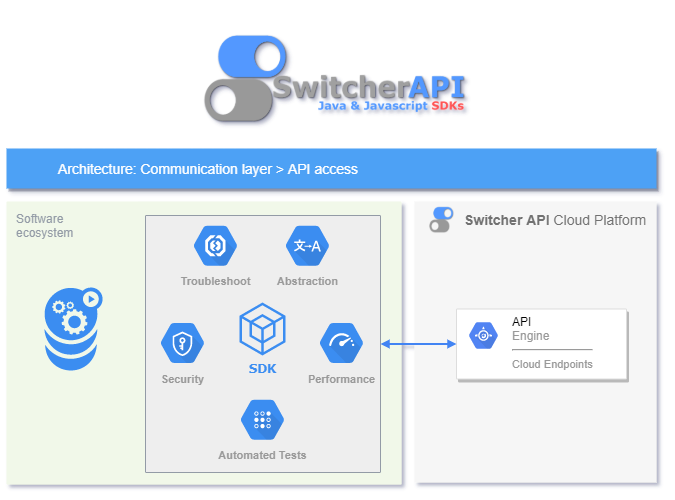 SwitcherAPI
Java & Javascript SDKs
Architecture: Communication layer > API access
Software
ecosystem
Switcher API Cloud Platform
文→A
Troubleshoot
Abstraction
API
Engine
SDK
Cloud Endpoints
Security
Performance
Automated Tests